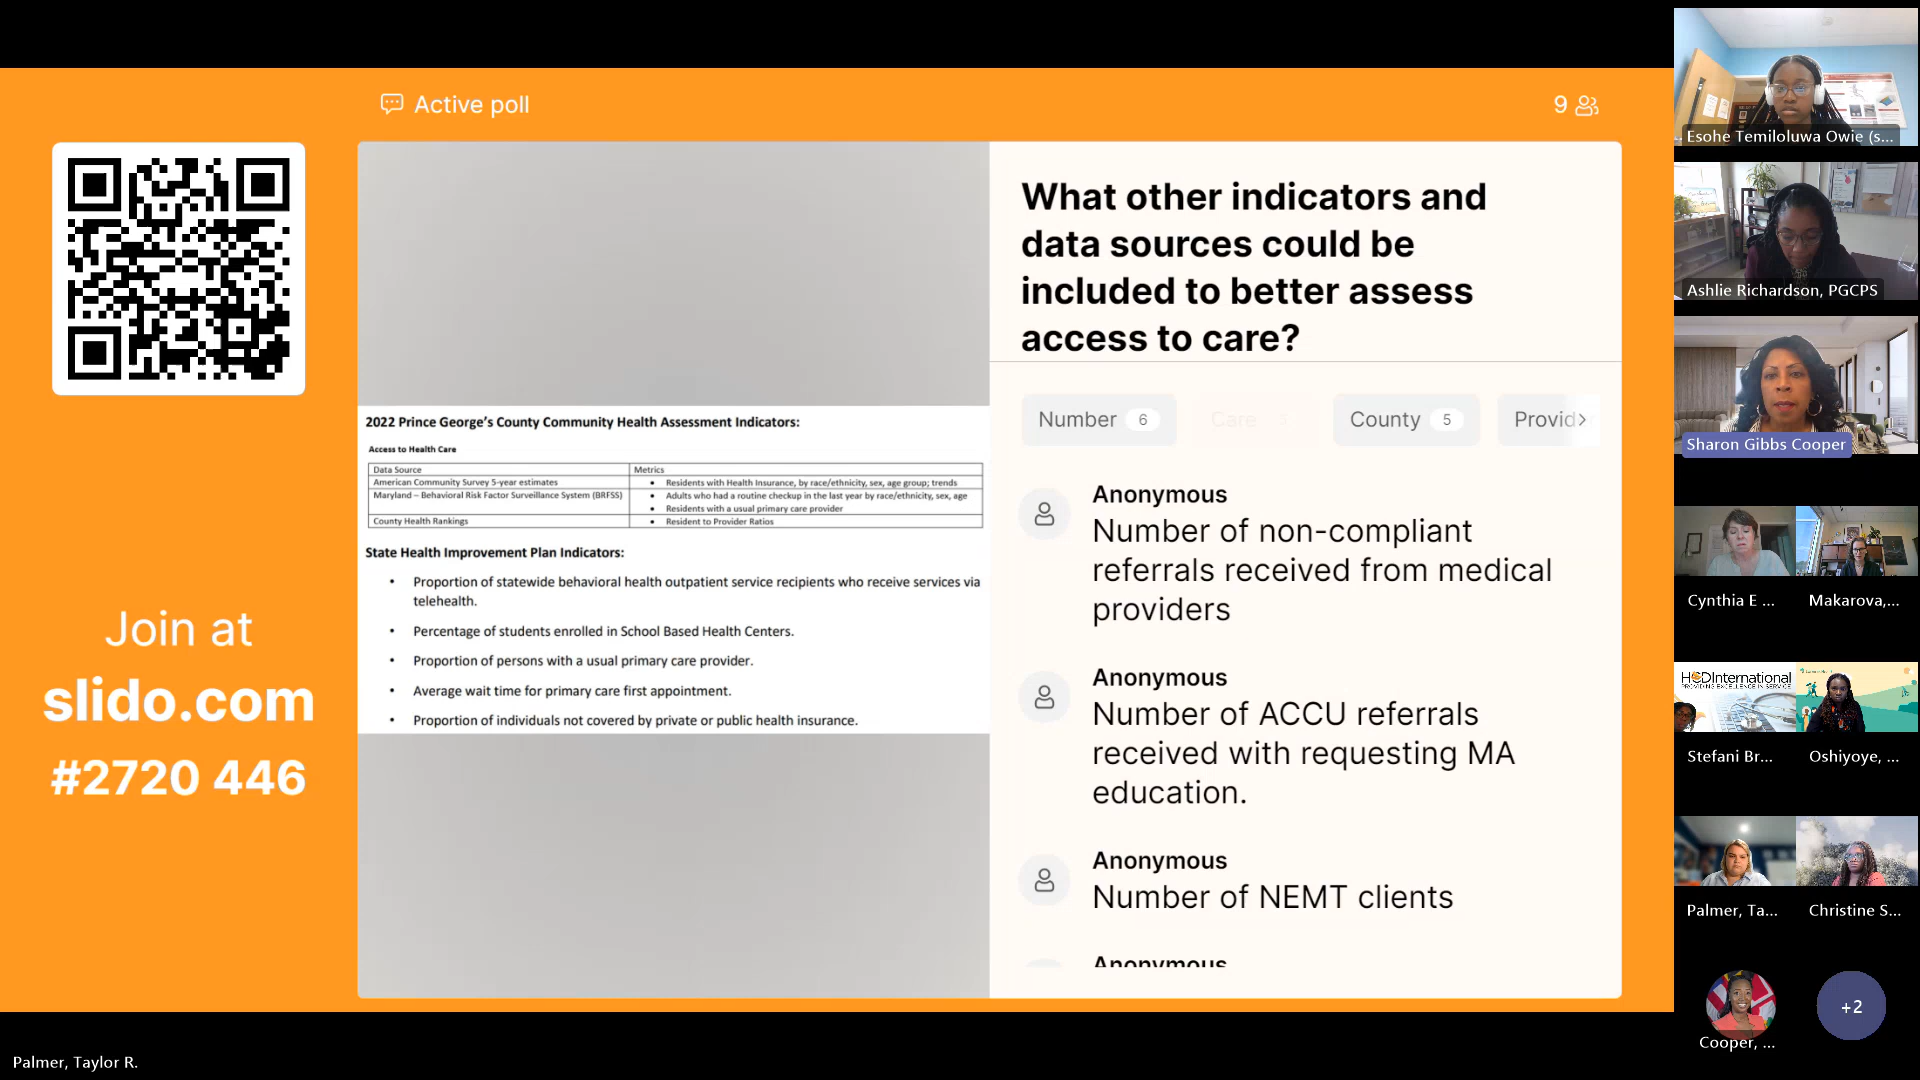 Active poll
9
Join at
slido.com
#2720 446
2022 Prince George's County Community Health Assessment Indicators:
Access to Health Care
Data Source
Metrics
American Community Survey 5-year estimates
• Residents with Health Insurance, by race/ethnicity, sex, age group; trends
Maryland – Behavioral Risk Factor Surveillance System (BRFSS)
• Adults who had a routine checkup in the last year by race/ethnicity, sex, age
• Residents with a usual primary care provider
County Health Rankings
• Resident to Provider Ratios
State Health Improvement Plan Indicators:
• Proportion of statewide behavioral health outpatient service recipients who receive services via
telehealth.
• Percentage of students enrolled in School Based Health Centers.
• Proportion of persons with a usual primary care provider.
• Average wait time for primary care first appointment.
• Proportion of individuals not covered by private or public health insurance.
What other indicators and
data sources could be
included to better assess
access to care?
Number 6
Care 5
County 5
Provid
Anonymous
Number of non-compliant
referrals received from medical
providers
Anonymous
Number of ACCU referrals
received with requesting MA
education.
Anonymous
Number of NEMT clients
Anonymous
Esohe Temiloluwa Owie (s...
Ashlie Richardson, PGCPS
Sharon Gibbs Cooper
Cynthia E ...
Makarova,...
HCDInternational
PROVIDING EXCELLENCE IN SERVICE
Stefani Br...
Oshiyoye, ...
Palmer, Ta...
Christine S...
Cooper, ...
+2
Palmer, Taylor R.